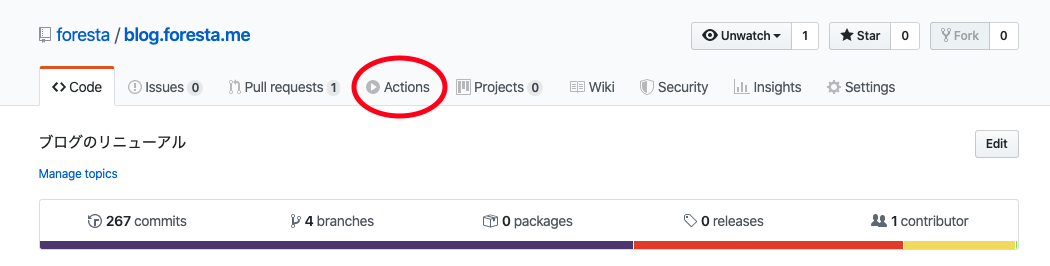 foresta / blog.foresta.me
Unwatch 1 Star 0 Fork 0
Code Issues 0 Pull requests 1 Actions Projects 0 Wiki Security Insights Settings
ブログのリニューアル
Edit
Manage topics
267 commits 4 branches 0 packages 0 releases 1 contributor